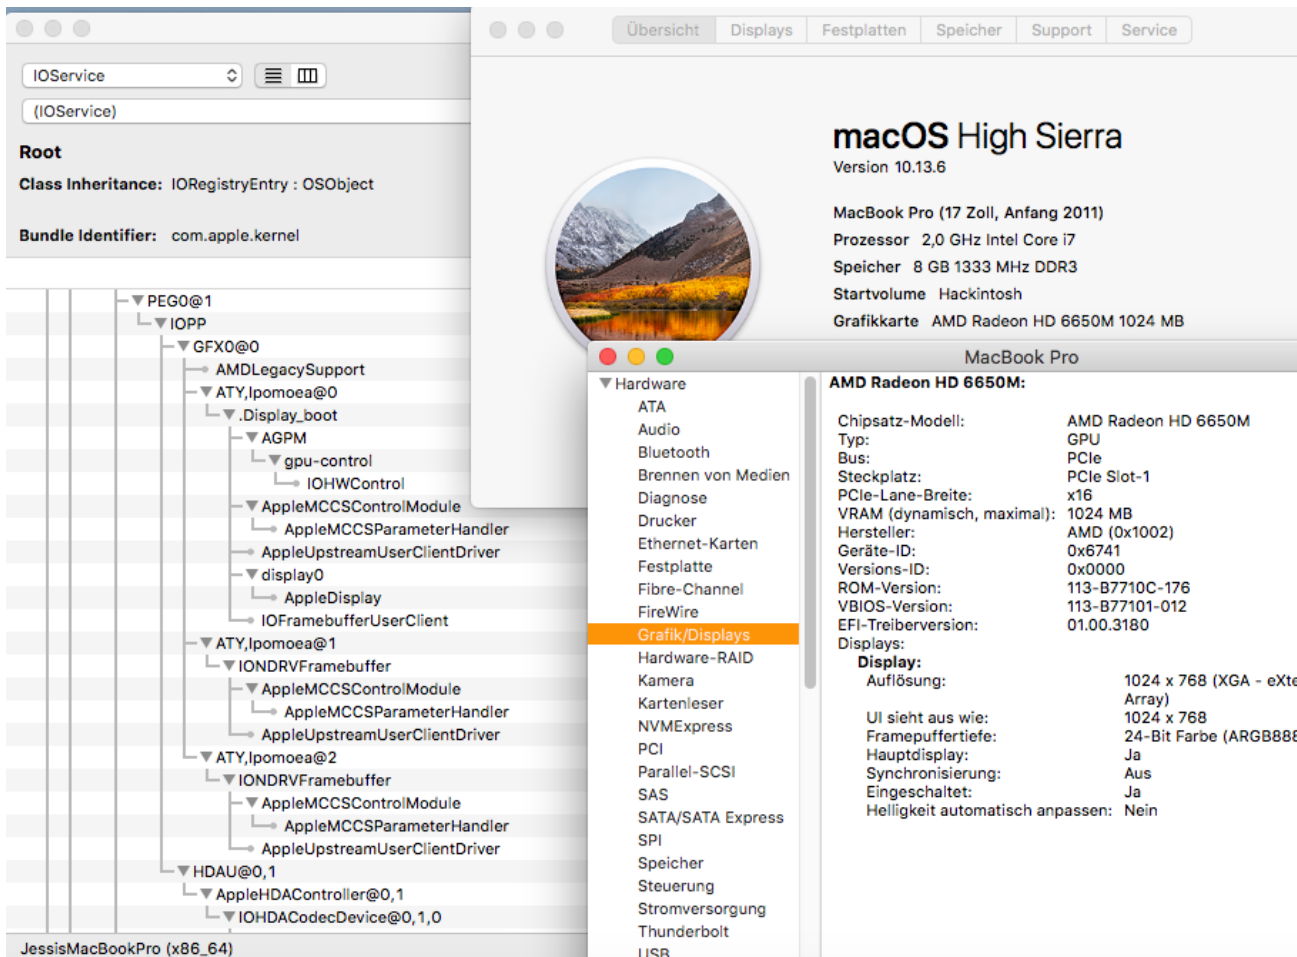 IOService
(IOService)
Root
Class Inheritance: IORegistryEntry : OSObject
Bundle Identifier: com.apple.kernel
PEG0@1
IOPP
GFX0@0
AMDLegacySupport
ATY,Ipomoea@0
.Display_boot
AGPM
gpu-control
IOHWControl
AppleMCCSControlModule
AppleMCCSParameterHandler
AppleUpstreamUserClientDriver
display0
AppleDisplay
IOFramebufferUserClient
ATY,Ipomoea@1
IONDRVFramebuffer
AppleMCCSControlModule
AppleMCCSParameterHandler
AppleUpstreamUserClientDriver
ATY,Ipomoea@2
IONDRVFramebuffer
AppleMCCSControlModule
AppleMCCSParameterHandler
AppleUpstreamUserClientDriver
HDAU@0,1
AppleHDAController@0,1
IOHDACodecDevice@0,1,0
JessisMacBookPro (x86_64)
Übersicht Displays Festplatten Speicher Support Service
macOS High Sierra
Version 10.13.6
MacBook Pro (17 Zoll, Anfang 2011)
Prozessor 2,0 GHz Intel Core i7
Speicher 8 GB 1333 MHz DDR3
Startvolume Hackintosh
Grafikkarte AMD Radeon HD 6650M 1024 MB
MacBook Pro
Hardware
ATA
Audio
Bluetooth
Brennen von Medien
Diagnose
Drucker
Ethernet-Karten
Festplatte
Fibre-Channel
FireWire
Grafik/Displays
Hardware-RAID
Kamera
Kartenleser
NVMExpress
PCI
Parallel-SCSI
SAS
SATA/SATA Express
SPI
Speicher
Steuerung
Stromversorgung
Thunderbolt
USB
AMD Radeon HD 6650M:
Chipsatz-Modell: AMD Radeon HD 6650M
Typ: GPU
Bus: PCIe
Steckplatz: PCIe Slot-1
PCIe-Lane-Breite: x16
VRAM (dynamisch, maximal): 1024 MB
Hersteller: AMD (0x1002)
Geräte-ID: 0x6741
Versions-ID: 0x0000
ROM-Version: 113-B7710C-176
VBIOS-Version: 113-B77101-012
EFI-Treiberversion: 01.00.3180
Displays:
Display:
Auflösung: 1024 x 768 (XGA - eXte
Array)
UI sieht aus wie: 1024 x 768
Framepuffertiefe: 24-Bit Farbe (ARGB888
Hauptdisplay: Ja
Synchronisierung: Aus
Eingeschaltet: Ja
Helligkeit automatisch anpassen: Nein